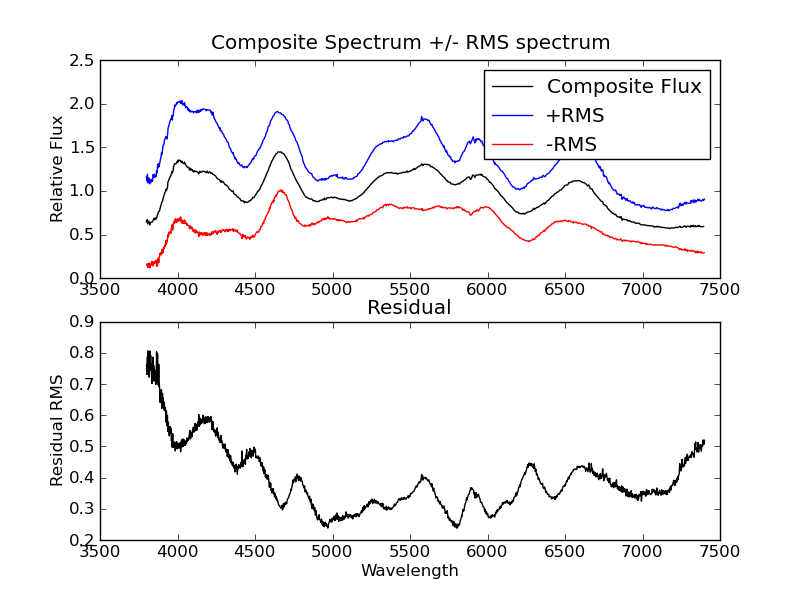 Composite Spectrum +/- RMS spectrum
2.5
2.0
1.5
1.0
0.5
0.0
Relative Flux
Composite Flux
+RMS
-RMS
3500 4000 4500 5000 5500 6000 6500 7000 7500
Residual
0.9
0.8
0.7
0.6
0.5
0.4
0.3
0.2
Residual RMS
3500 4000 4500 5000 5500 6000 6500 7000 7500
Wavelength